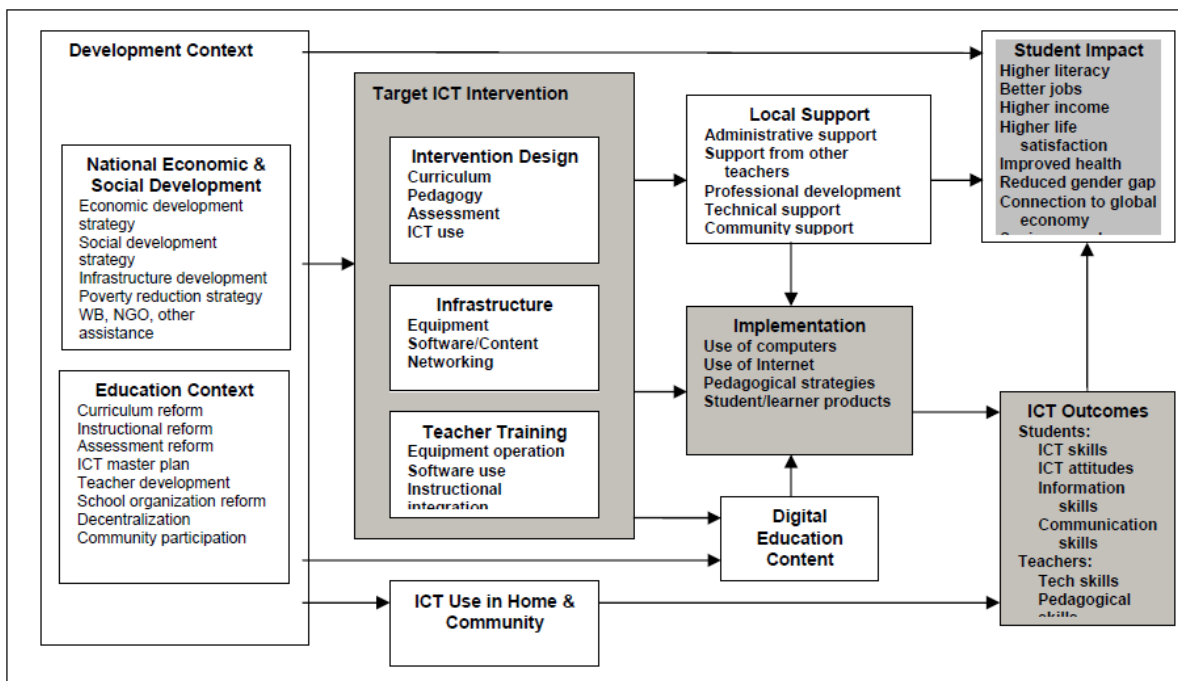 Development Context
National Economic &
Social Development
Economic development
strategy
Social development
strategy
Infrastructure development
Poverty reduction strategy
WB, NGO, other
assistance
Education Context
Curriculum reform
Instructional reform
Assessment reform
ICT master plan
Teacher development
School organization reform
Decentralization
Community participation
Target ICT Intervention
Intervention Design
Curriculum
Pedagogy
Assessment
ICT use
Infrastructure
Equipment
Software/Content
Networking
Teacher Training
Equipment operation
Software use
Instructional
integration
ICT Use in Home &
Community
Local Support
Administrative support
Support from other
teachers
Professional development
Technical support
Community support
Implementation
Use of computers
Use of Internet
Pedagogical strategies
Student/learner products
Digital
Education
Content
Student Impact
Higher literacy
Better jobs
Higher income
Higher life
satisfaction
Improved health
Reduced gender gap
Connection to global
economy
ICT Outcomes
Students:
ICT skills
ICT attitudes
Information
skills
Communication
skills
Teachers:
Tech skills
Pedagogical
skills